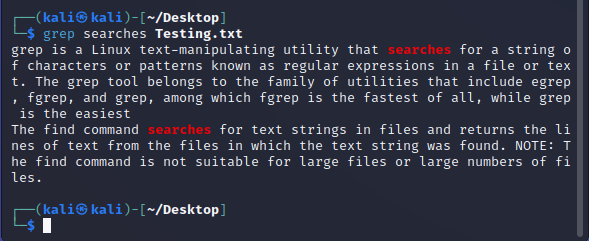 ┌──(kali㉿kali)-[~/Desktop]
└─$ grep searches Testing.txt
grep is a Linux text-manipulating utility that searches for a string o
f characters or patterns known as regular expressions in a file or tex
t. The grep tool belongs to the family of utilities that include egrep
, fgrep, and grep, among which fgrep is the fastest of all, while grep
 is the easiest
The find command searches for text strings in files and returns the li
nes of text from the files in which the text string was found. NOTE: T
he find command is not suitable for large files or large numbers of fi
les.
┌──(kali㉿kali)-[~/Desktop]
└─$